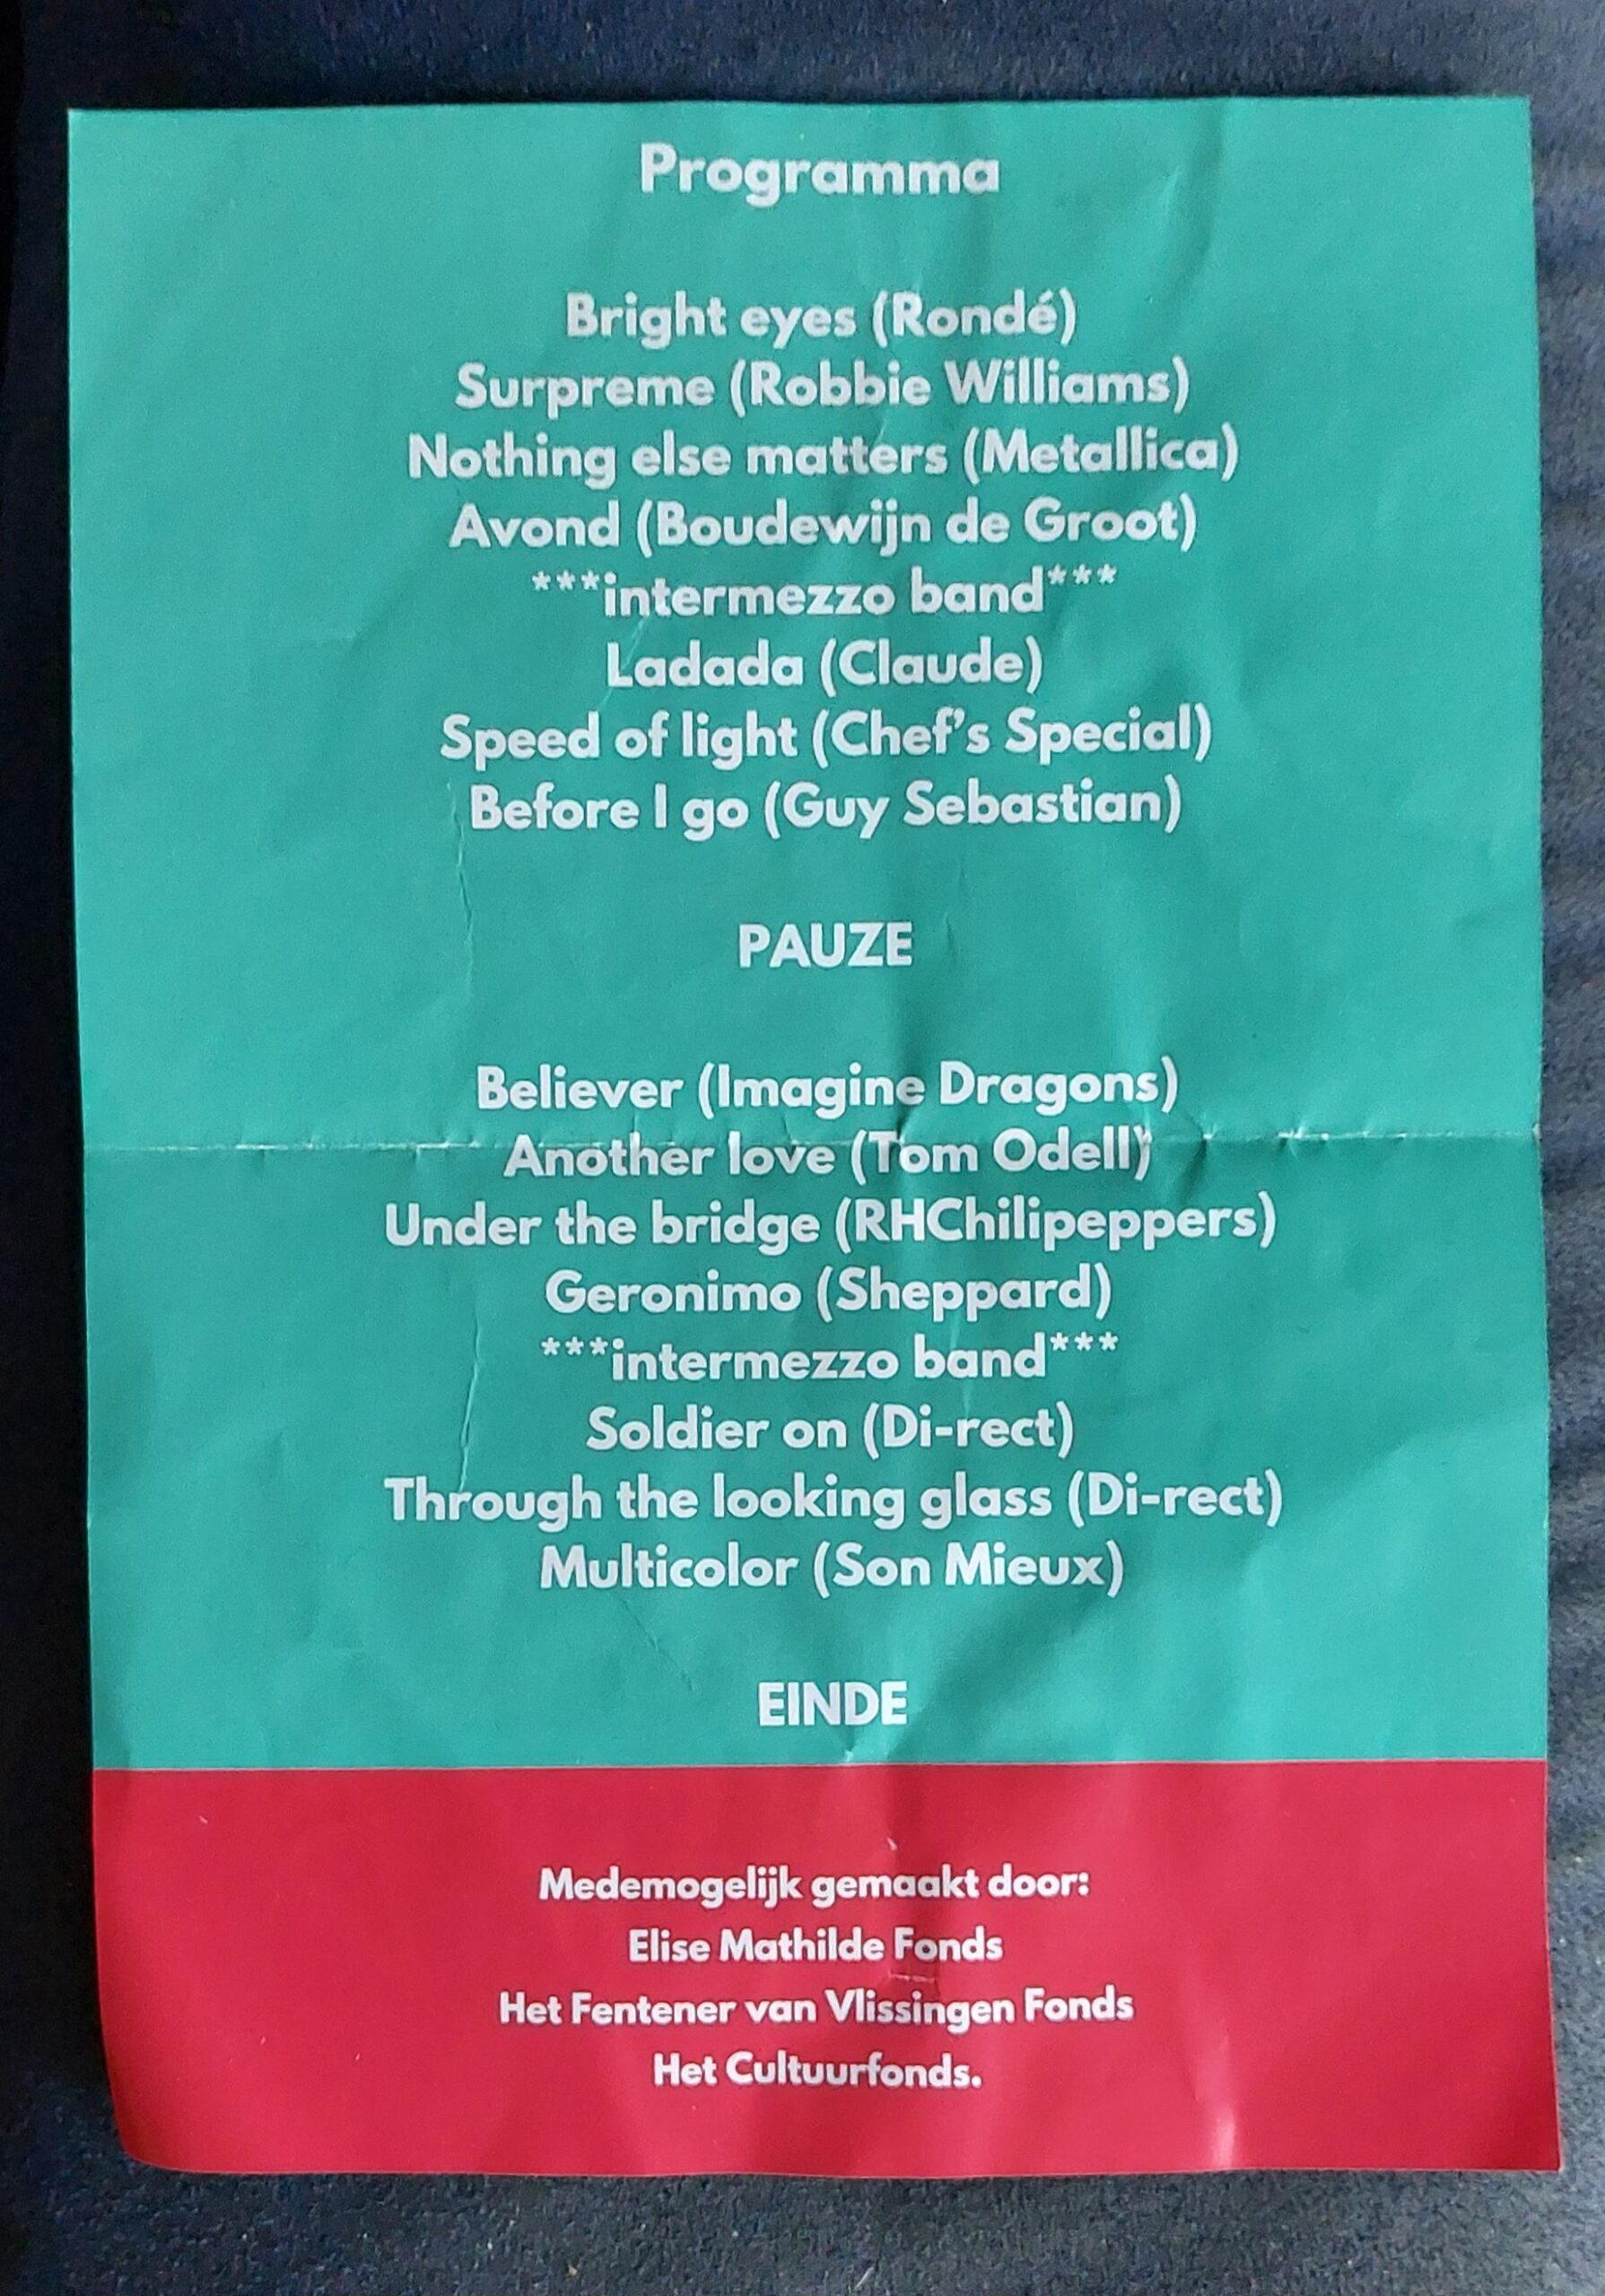 Programma
Bright eyes (Rondé)
Surpreme (Robbie Williams)
Nothing else matters (Metallica)
Avond (Boudewijn de Groot)
***intermezzo band***
Ladada (Claude)
Speed of light (Chef's Special)
Before I go (Guy Sebastian)
PAUZE
Believer (Imagine Dragons)
Another love (Tom Odell)
Under the bridge (RHChilipeppers)
Geronimo (Sheppard)
***intermezzo band***
Soldier on (Di-rect)
Through the looking glass (Di-rect)
Multicolor (Son Mieux)
EINDE
Medemogelijk gemaakt door:
Elise Mathilde Fonds
Het Fentener van Vlissingen Fonds
Het Cultuurfonds.